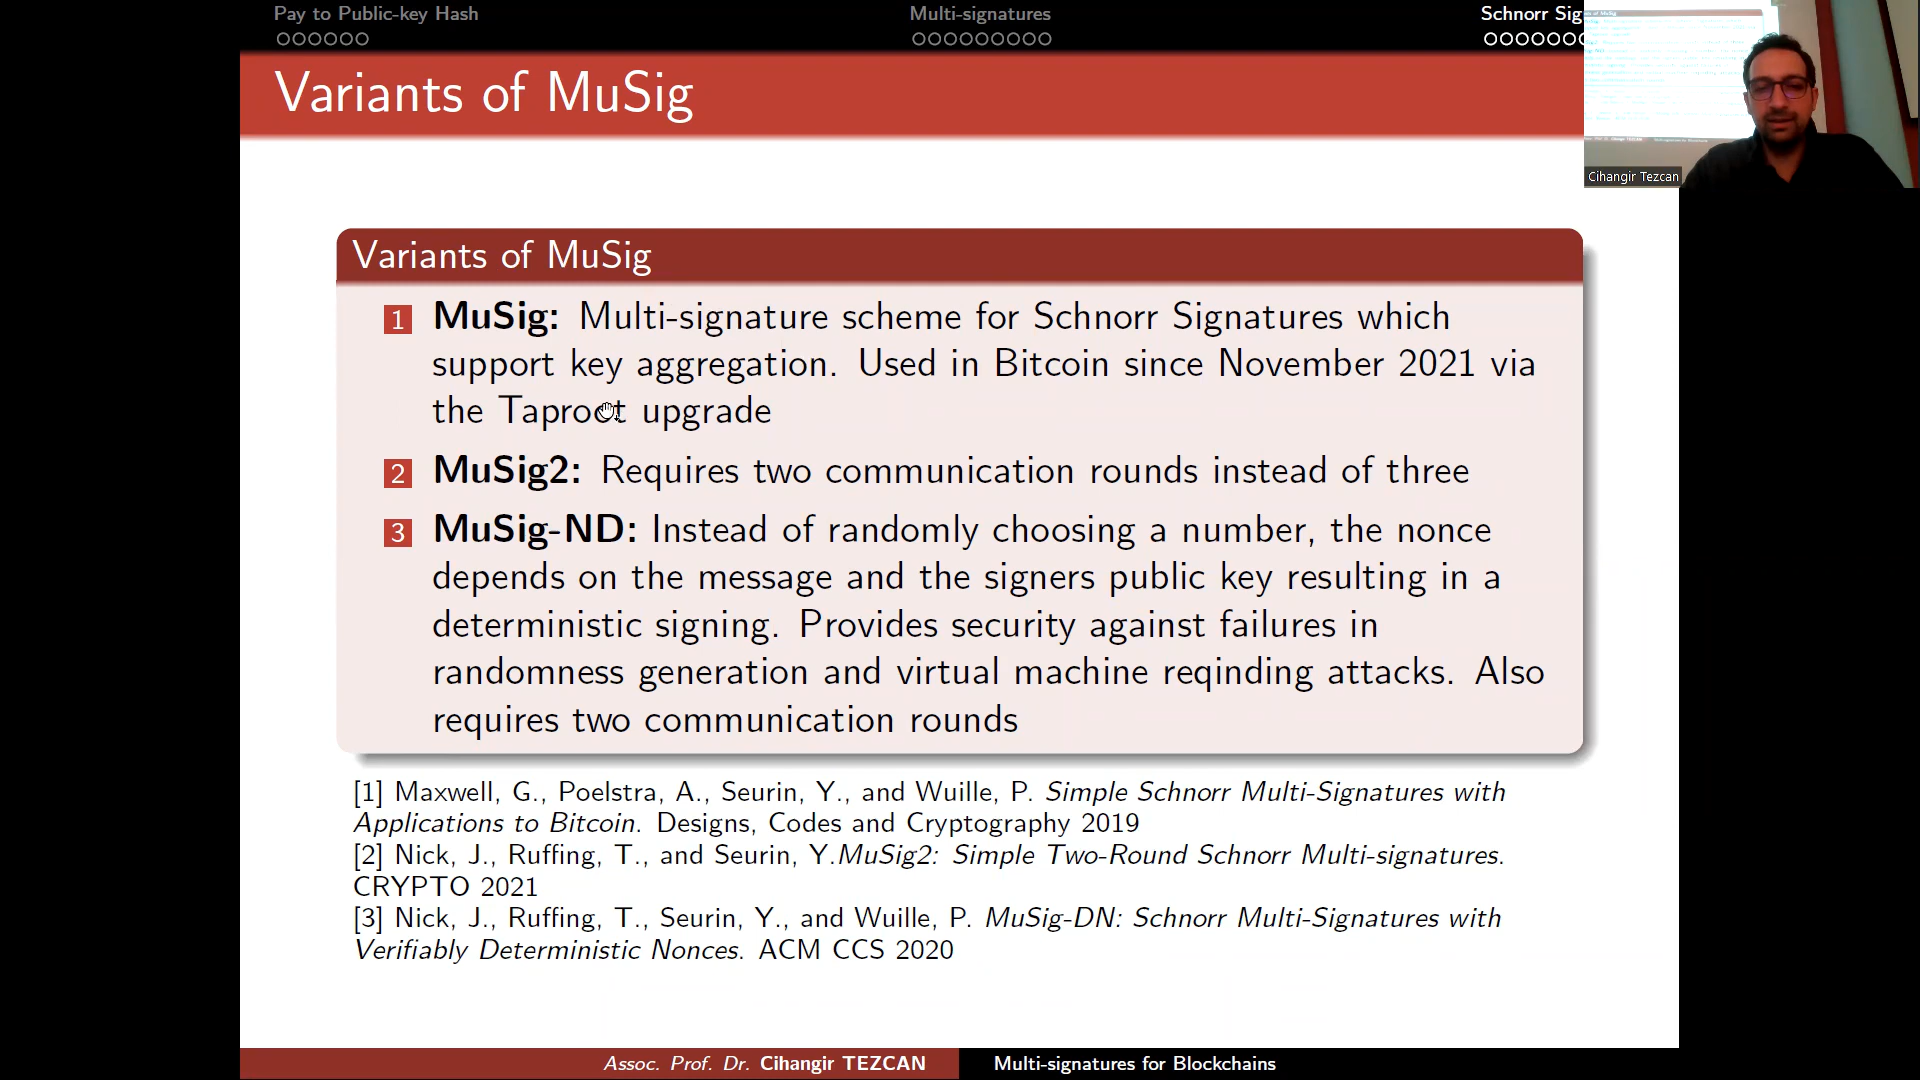 Pay to Public-key Hash
Multi-signatures
Schnorr Sig
Variants of MuSig
Cihangir Tezcan
Variants of MuSig
1 MuSig: Multi-signature scheme for Schnorr Signatures which
support key aggregation. Used in Bitcoin since November 2021 via
the Taproot upgrade
2 MuSig2: Requires two communication rounds instead of three
3 MuSig-ND: Instead of randomly choosing a number, the nonce
depends on the message and the signers public key resulting in a
deterministic signing. Provides security against failures in
randomness generation and virtual machine reqinding attacks. Also
requires two communication rounds
[1] Maxwell, G., Poelstra, A., Seurin, Y., and Wuille, P. Simple Schnorr Multi-Signatures with
Applications to Bitcoin. Designs, Codes and Cryptography 2019
[2] Nick, J., Ruffing, T., and Seurin, Y.MuSig2: Simple Two-Round Schnorr Multi-signatures.
CRYPTO 2021
[3] Nick, J., Ruffing, T., Seurin, Y., and Wuille, P. MuSig-DN: Schnorr Multi-Signatures with
Verifiably Deterministic Nonces. ACM CCS 2020
Assoc. Prof. Dr. Cihangir TEZCAN
Multi-signatures for Blockchains